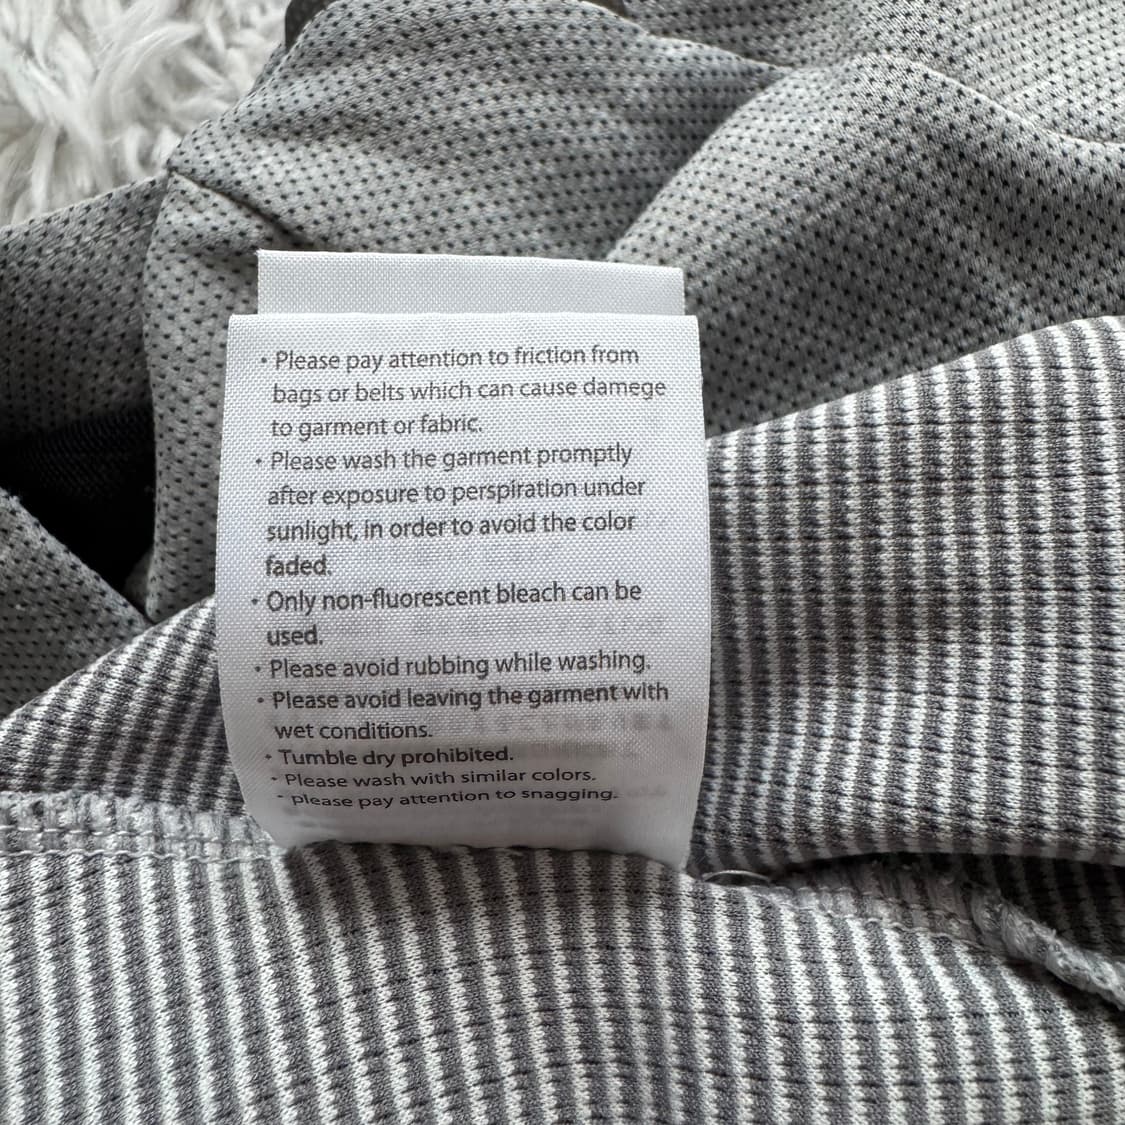 • Please pay attention to friction from
bags or belts which can cause damege
to garment or fabric.
• Please wash the garment promptly
after exposure to perspiration under
sunlight, in order to avoid the color
faded.
• Only non-fluorescent bleach can be
used.
• Please avoid rubbing while washing.
• Please avoid leaving the garment with
wet conditions.
• Tumble dry prohibited.
• Please wash with similar colors.
• please pay attention to snagging.